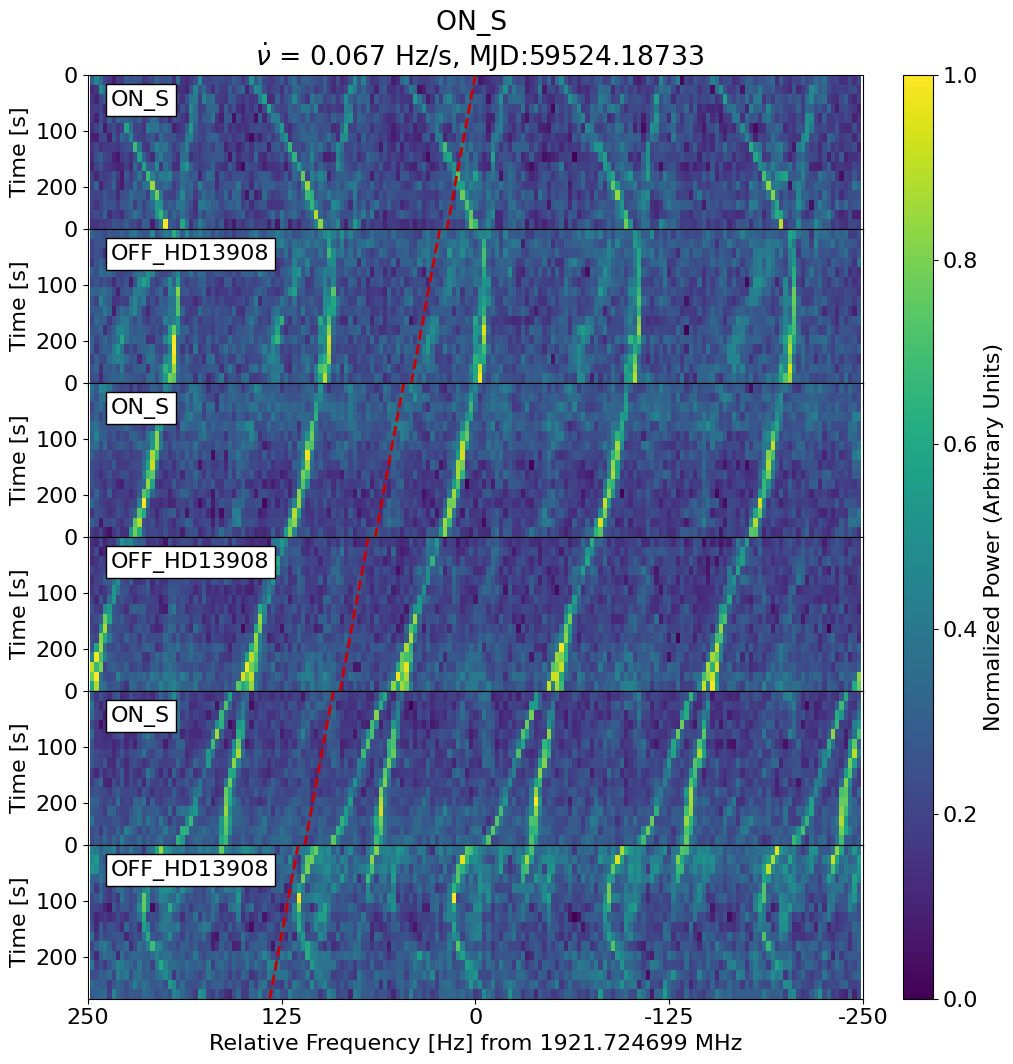 ON_S
ν̇ = 0.067 Hz/s, MJD:59524.18733
0
100
200
Time [s]
ON_S
0
100
200
Time [s]
OFF_HD13908
0
100
200
Time [s]
ON_S
0
100
200
Time [s]
OFF_HD13908
0
100
200
Time [s]
ON_S
0
100
200
Time [s]
OFF_HD13908
250 125 0 -125 -250
Relative Frequency [Hz] from 1921.724699 MHz
1.0
0.8
0.6
0.4
0.2
0.0
Normalized Power (Arbitrary Units)